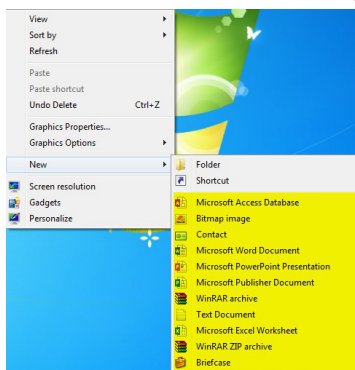 View
Sort by
Refresh
Paste
Paste shortcut
Undo Delete Ctrl+Z
Graphics Properties...
Graphics Options
New
Screen resolution
Gadgets
Personalize
Folder
Shortcut
Microsoft Access Database
Bitmap image
Contact
Microsoft Word Document
Microsoft PowerPoint Presentation
Microsoft Publisher Document
WinRAR archive
Text Document
Microsoft Excel Worksheet
WinRAR ZIP archive
Briefcase